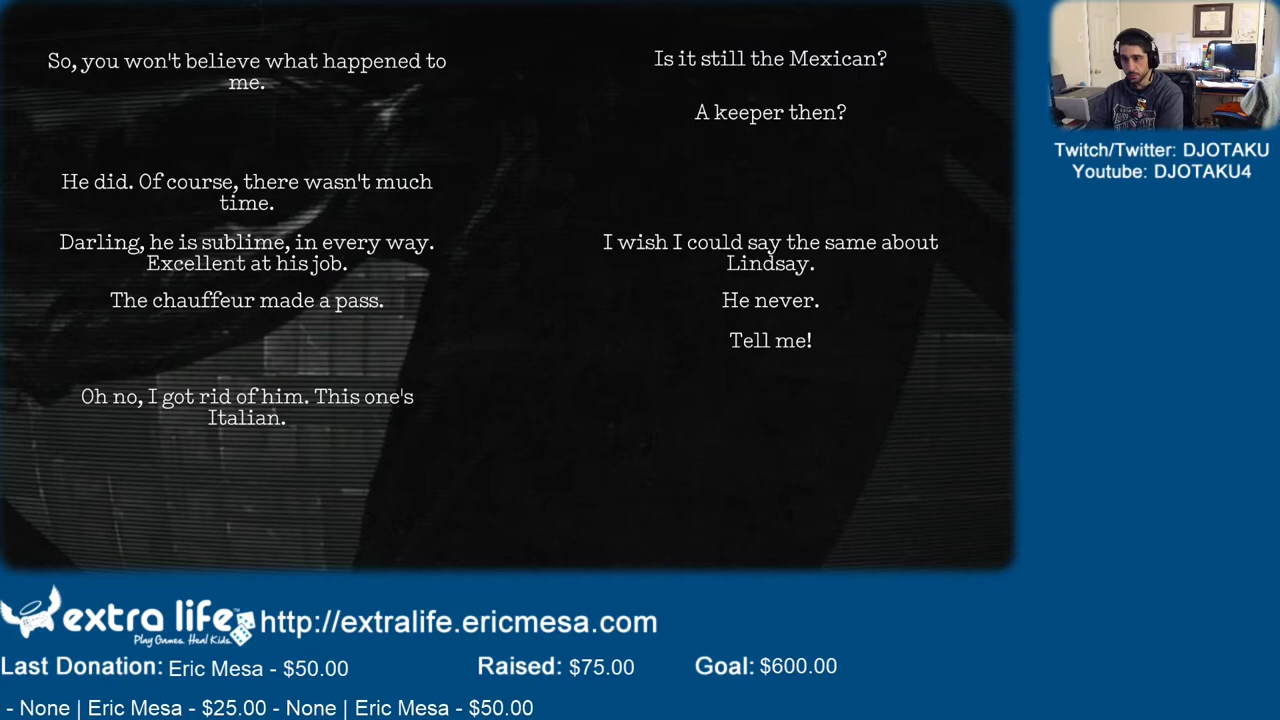 So, you won't believe what happened to
me.
He did. Of course, there wasn't much
time.
Darling, he is sublime, in every way.
Excellent at his job.
The chauffeur made a pass.
Oh no, I got rid of him. This one's
Italian.
Is it still the Mexican?
A keeper then?
I wish I could say the same about
Lindsay.
He never.
Tell me!
Twitch/Twitter: DJOTAKU
Youtube: DJOTAKU4
extra life
Play Games. Heal Kids.
http://extralife.ericmesa.com
Last Donation: Eric Mesa - $50.00
Raised: $75.00
Goal: $600.00
- None | Eric Mesa - $25.00 - None | Eric Mesa - $50.00